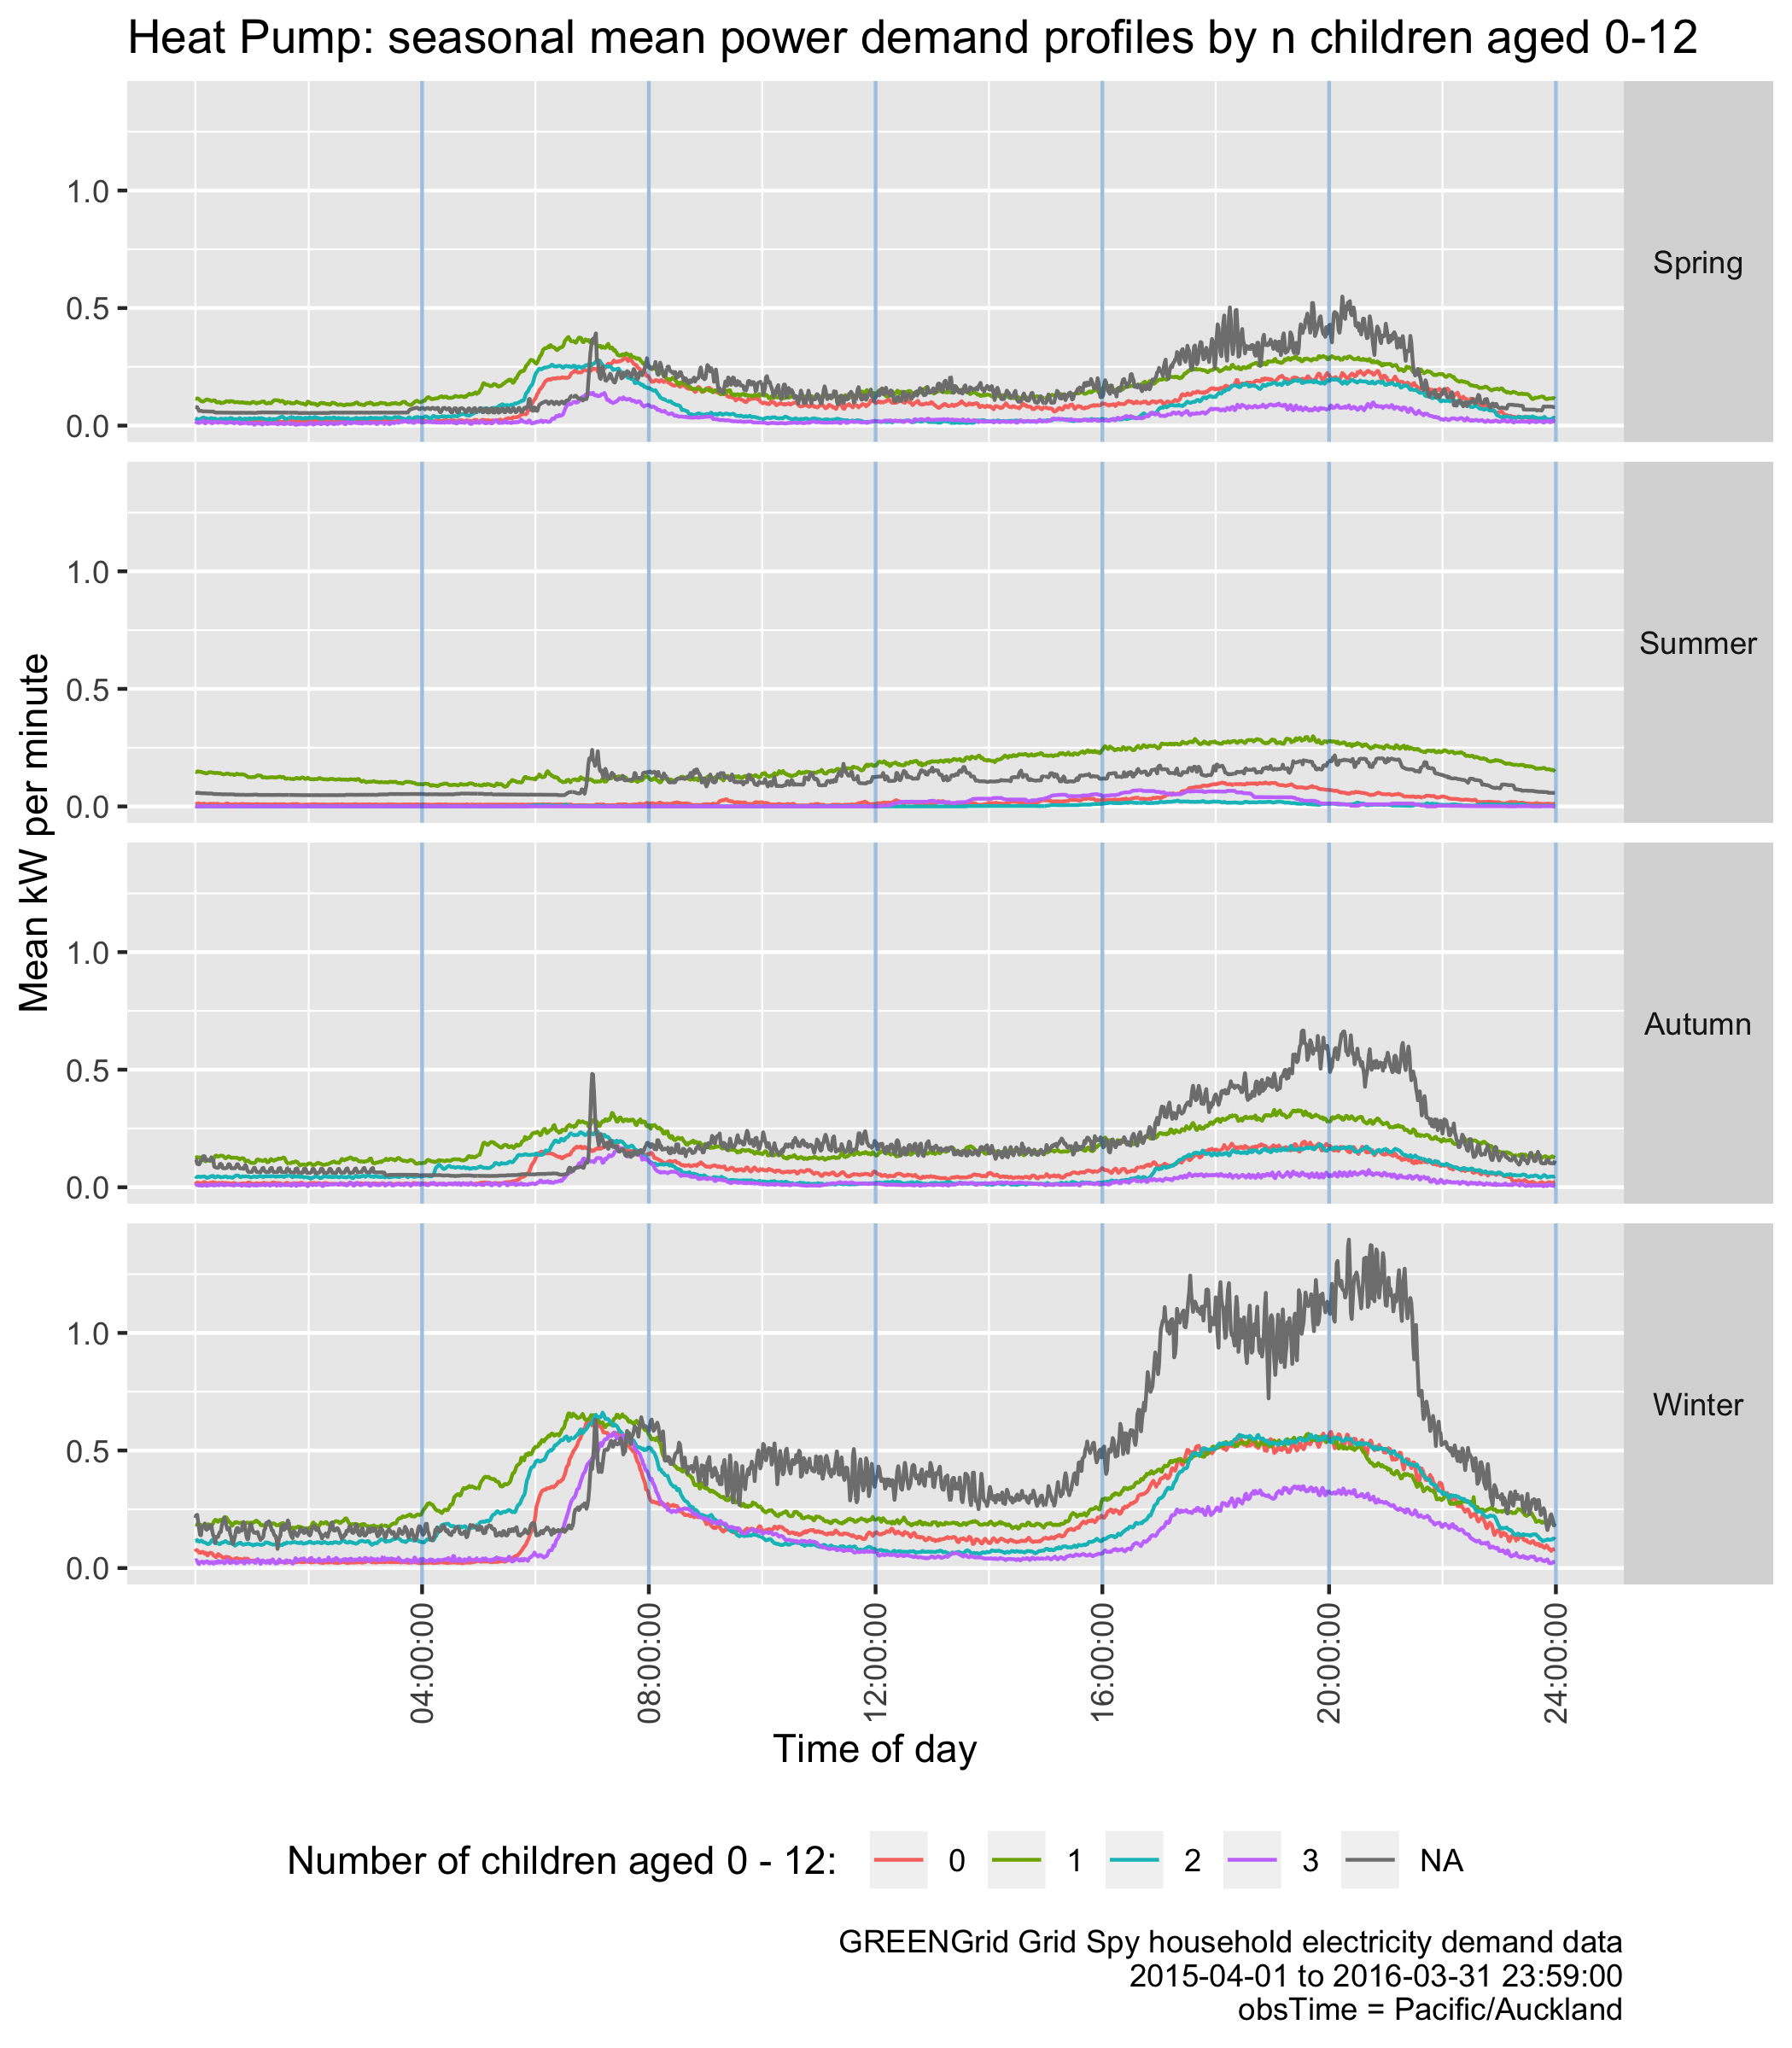 Heat Pump: seasonal mean power demand profiles by n children aged 0-12
Mean kW per minute
1.0
0.5
0.0
Spring
1.0
0.5
0.0
Summer
1.0
0.5
0.0
Autumn
1.0
0.5
0.0
Winter
04:00:00
08:00:00
12:00:00
16:00:00
20:00:00
24:00:00
Time of day
Number of children aged 0 - 12: 0 1 2 3 NA
GREENGrid Grid Spy household electricity demand data
2015-04-01 to 2016-03-31 23:59:00
obsTime = Pacific/Auckland